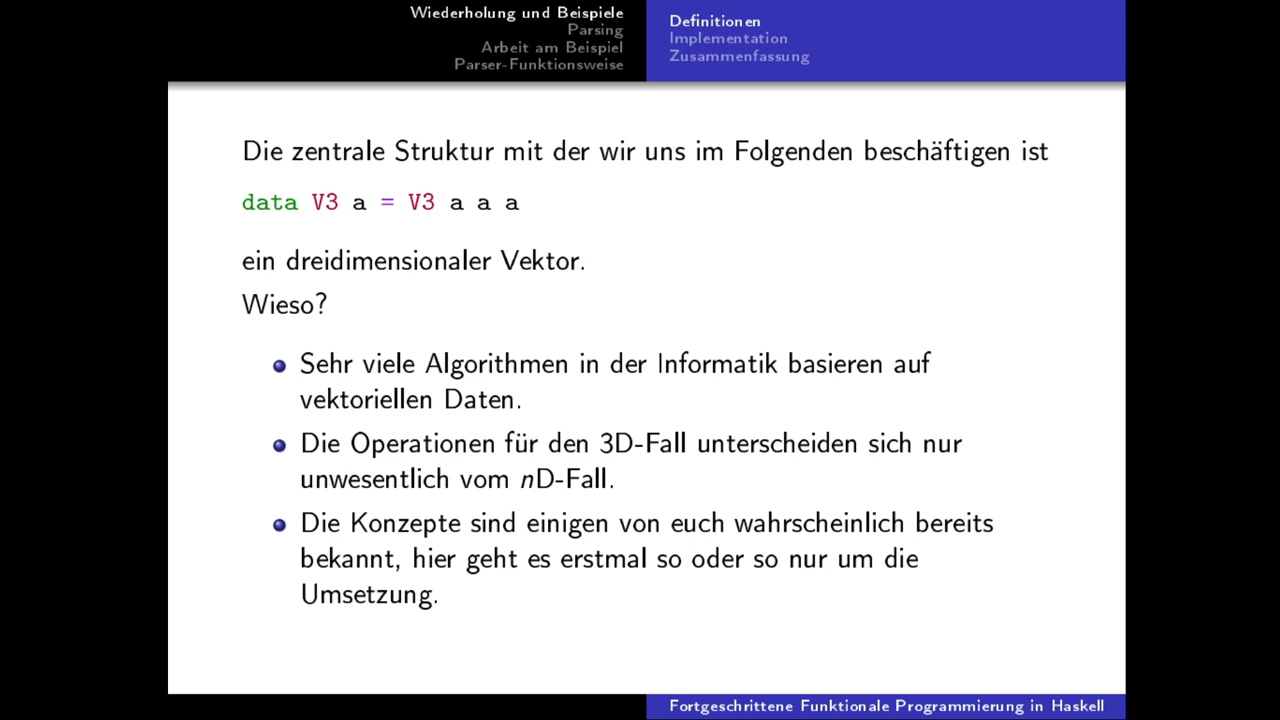 Wiederholung und Beispiele
Parsing
Arbeit am Beispiel
Parser-Funktionsweise
Definitionen
Implementation
Zusammenfassung
Die zentrale Struktur mit der wir uns im Folgenden beschäftigen ist
data V3 a = V3 a a a
ein dreidimensionaler Vektor.
Wieso?
Sehr viele Algorithmen in der Informatik basieren auf
vektoriellen Daten.
Die Operationen für den 3D-Fall unterscheiden sich nur
unwesentlich vom nD-Fall.
Die Konzepte sind einigen von euch wahrscheinlich bereits
bekannt, hier geht es erstmal so oder so nur um die
Umsetzung.
Fortgeschrittene Funktionale Programmierung in Haskell